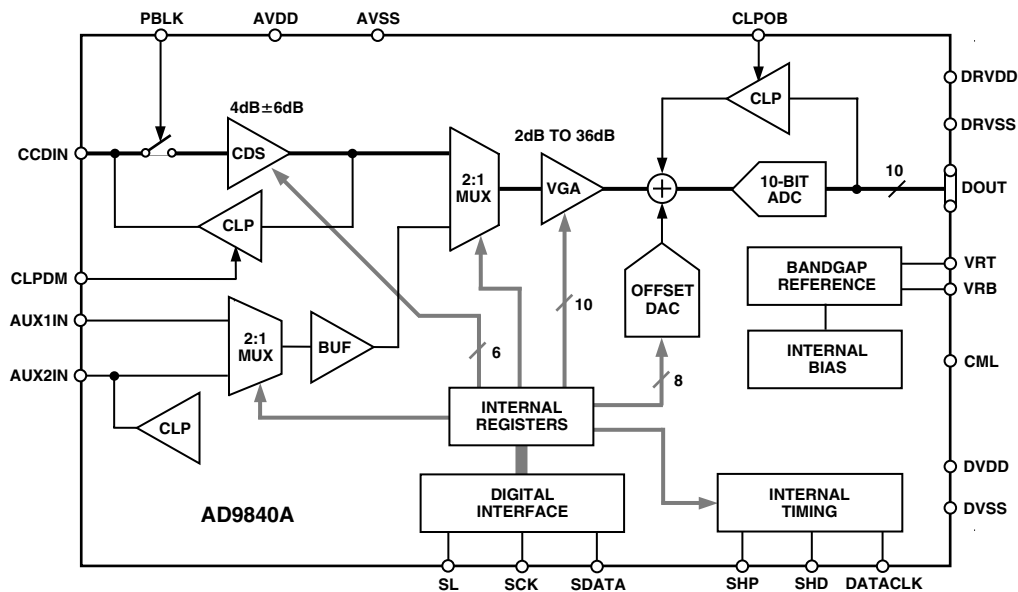 PBLK
AVDD
AVSS
CLPOB
DRVDD
DRVSS
4dB±6dB
CLP
2dB TO 36dB
CCDIN
CDS
2:1
MUX
VGA
10-BIT
ADC
10
DOUT
CLP
CLPDM
OFFSET
DAC
BANDGAP
REFERENCE
VRT
VRB
10
AUX1IN
2:1
MUX
BUF
6
INTERNAL
BIAS
CML
AUX2IN
8
CLP
INTERNAL
REGISTERS
DVDD
DIGITAL
INTERFACE
INTERNAL
TIMING
DVSS
AD9840A
SL
SCK
SDATA
SHP
SHD
DATACLK